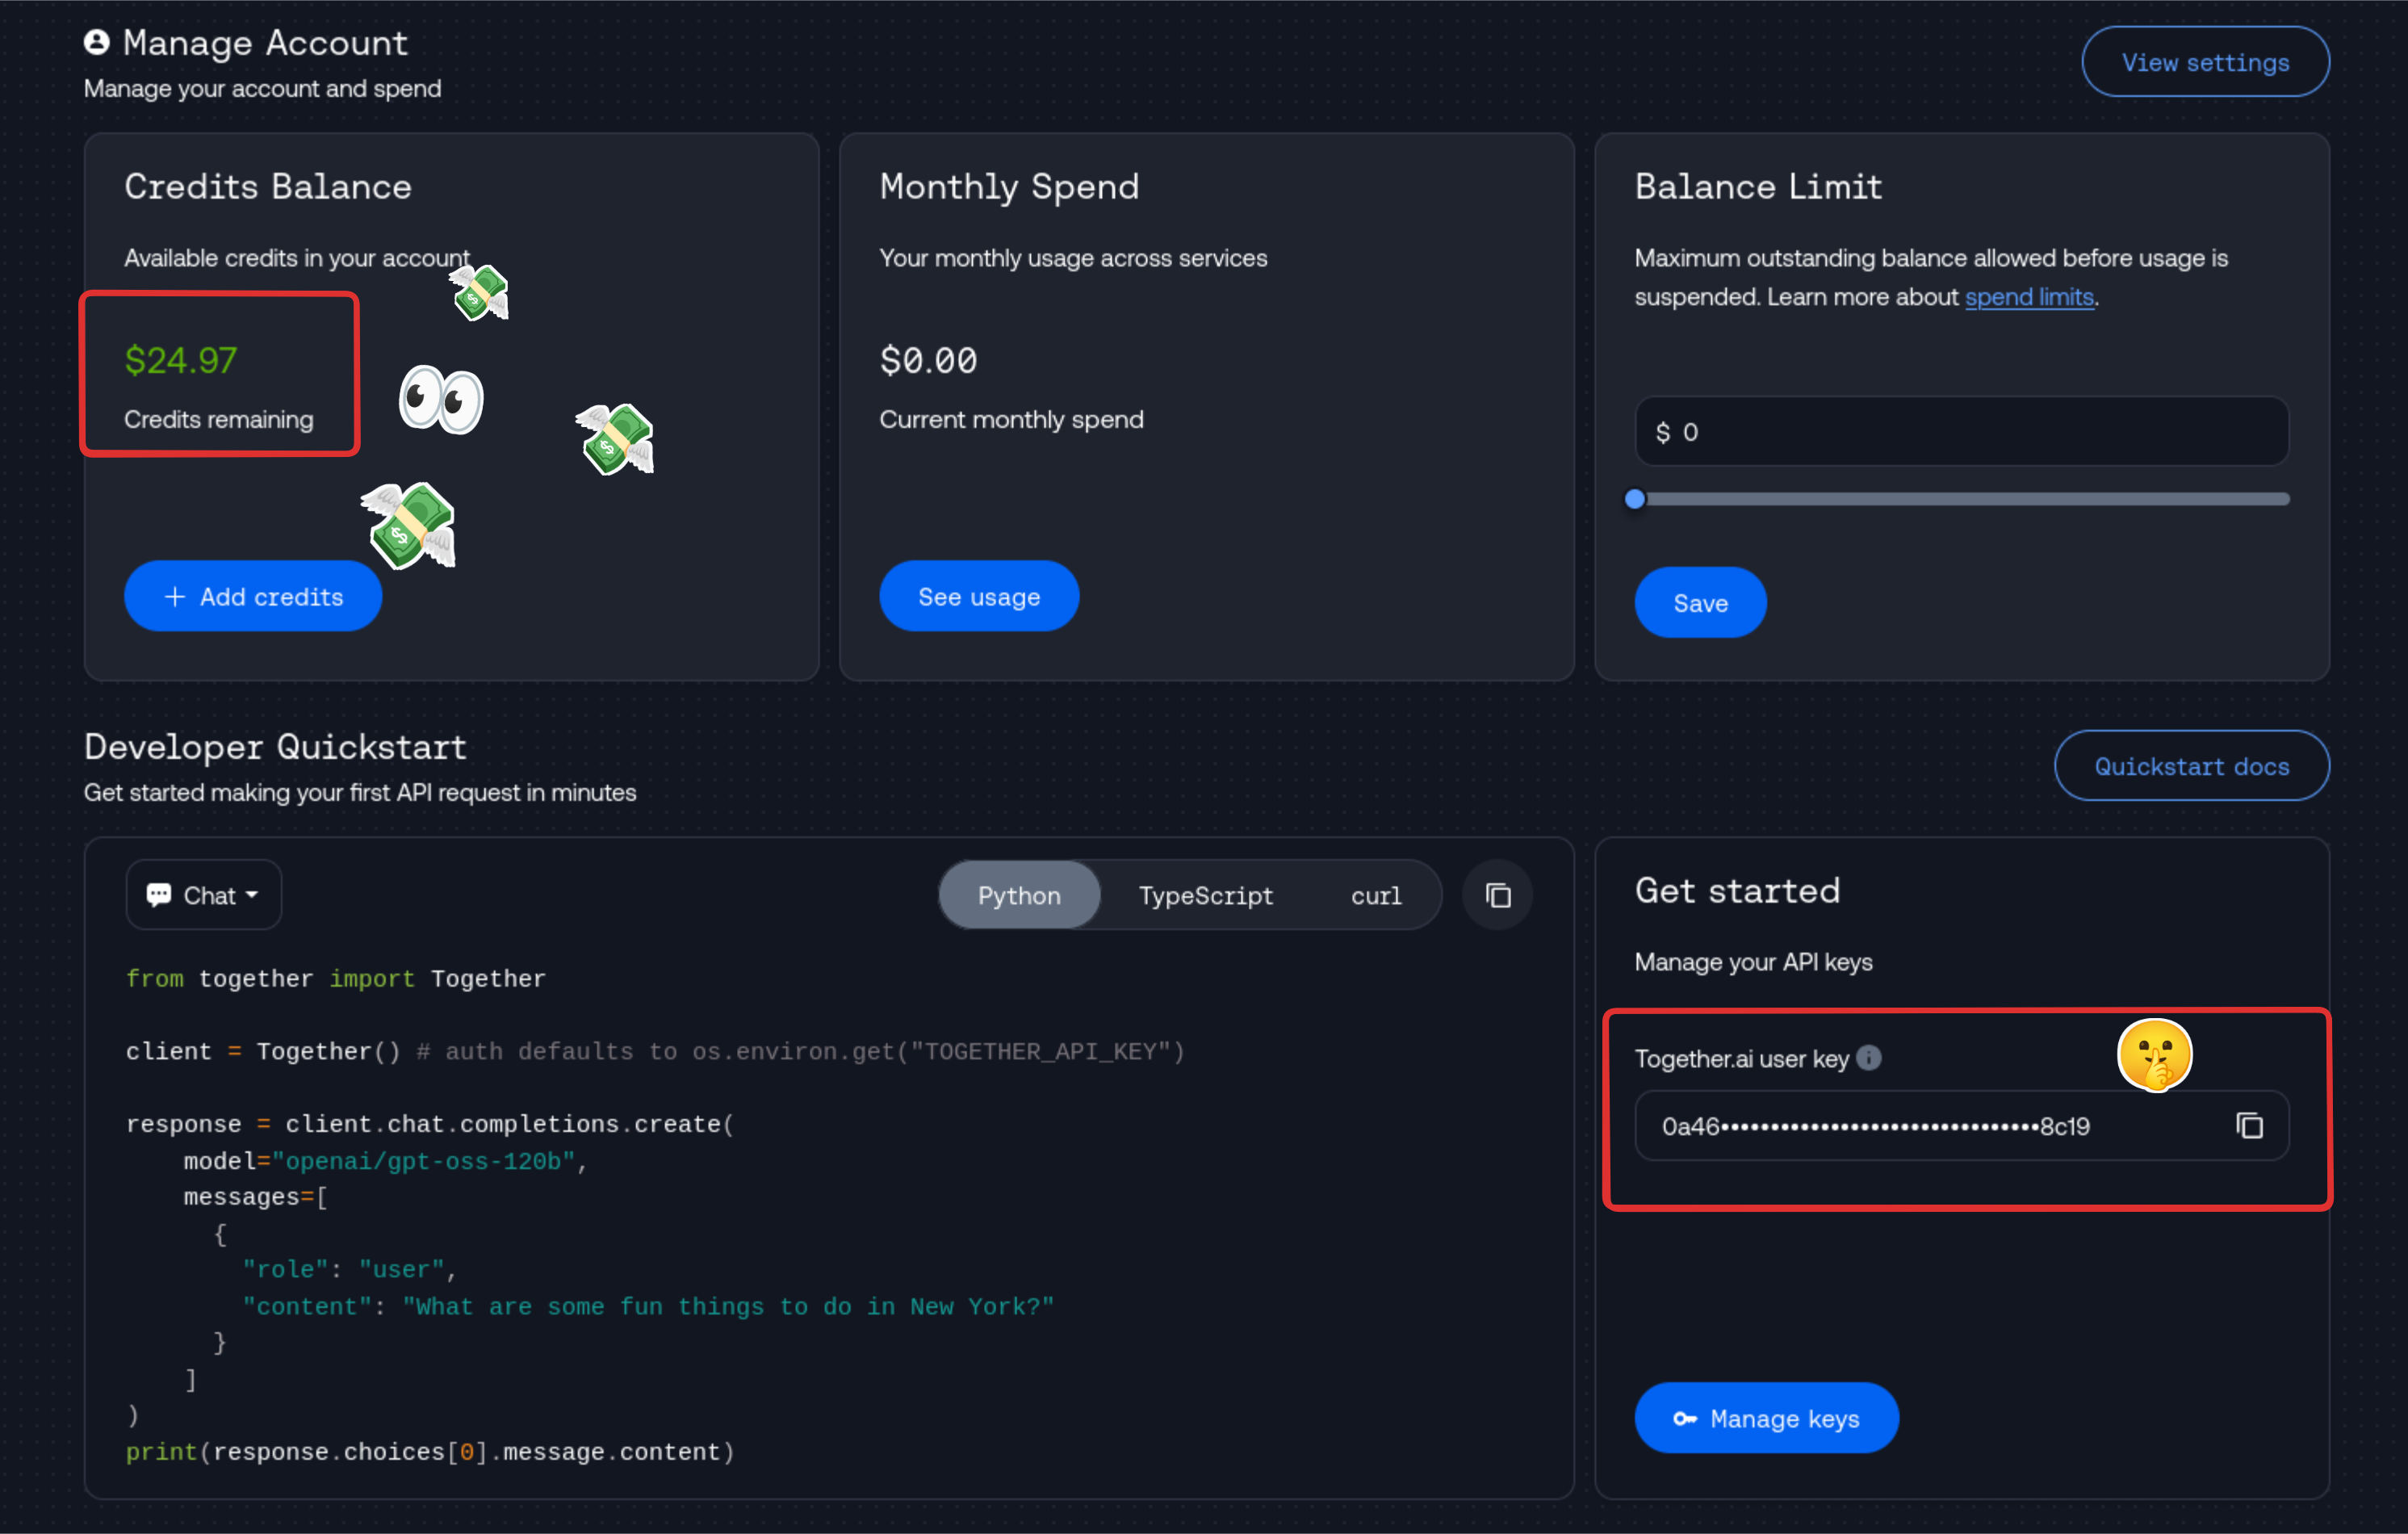 Manage Account
Manage your account and spend
View settings
Credits Balance
Available credits in your account
$24.97
Credits remaining
+ Add credits
Monthly Spend
Your monthly usage across services
$0.00
Current monthly spend
See usage
Balance Limit
Maximum outstanding balance allowed before usage is
suspended. Learn more about spend limits.
$ 0
Save
Developer Quickstart
Get started making your first API request in minutes
Quickstart docs
Chat
Python TypeScript curl
from together import Together
client = Together() # auth defaults to os.environ.get("TOGETHER_API_KEY")
response = client.chat.completions.create(
    model="openai/gpt-oss-120b",
    messages=[
      {
        "role": "user",
        "content": "What are some fun things to do in New York?"
      }
    ]
)
print(response.choices[0].message.content)
Get started
Manage your API keys
Together.ai user key
0a46••••••••••••••••••••••••••••••••8c19
Manage keys